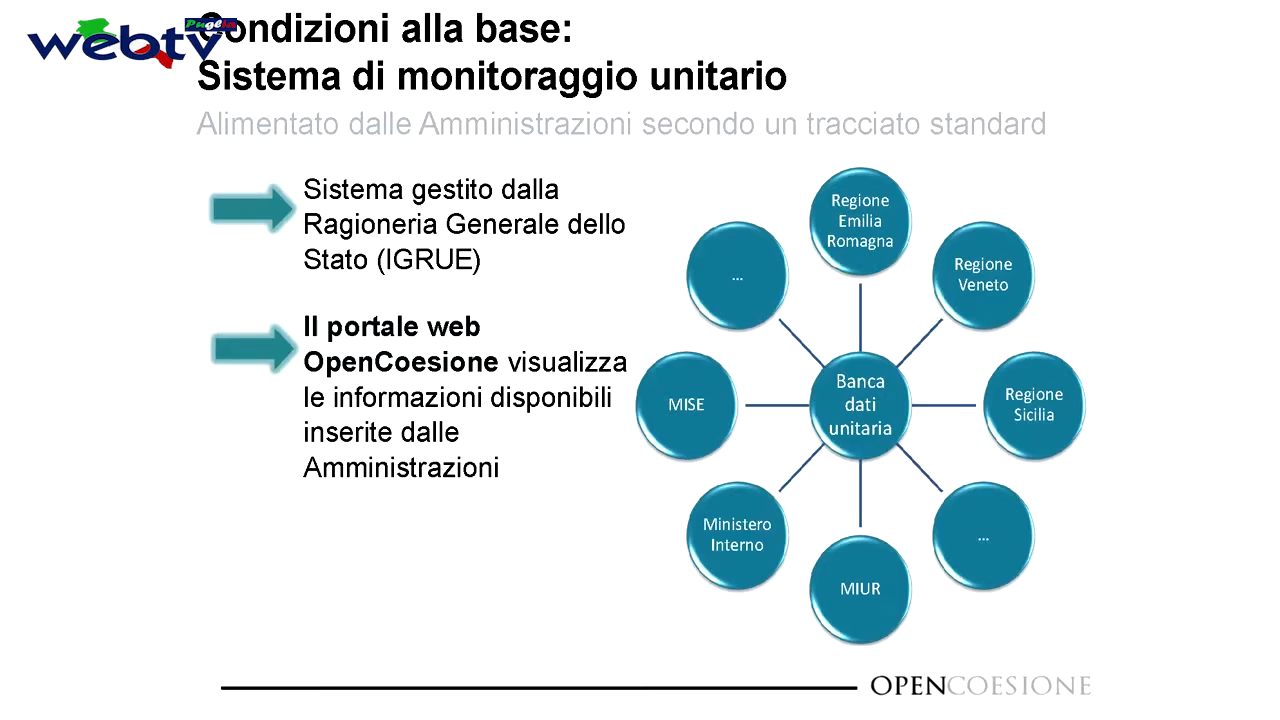 webtv
Puglia
Condizioni alla base:
Sistema di monitoraggio unitario
Alimentato dalle Amministrazioni secondo un tracciato standard
Sistema gestito dalla
Ragioneria Generale dello
Stato (IGRUE)
Il portale web
OpenCoesione visualizza
le informazioni disponibili
inserite dalle
Amministrazioni
Regione
Emilia
Romagna
Regione
Veneto
Regione
Sicilia
...
MIUR
Ministero
Interno
MISE
...
Banca
dati
unitaria
OPENCOESIONE